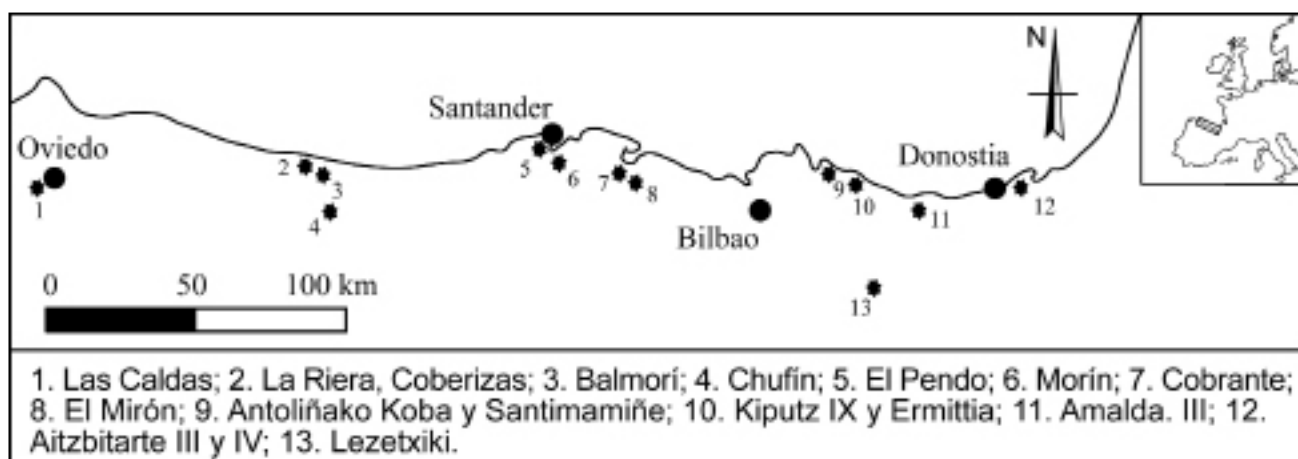 N
Santander
Oviedo
Donostia
2
3
5
6
7
8
9
10
11
12
1
4
Bilbao
0 50 100 km
13
1. Las Caldas; 2. La Riera, Coberizas; 3. Balmorí; 4. Chufín; 5. El Pendo; 6. Morín; 7. Cobrante;
8. El Mirón; 9. Antoliñako Koba y Santimamiñe; 10. Kiputz IX y Ermittia; 11. Amalda. III; 12.
Aitzbitarte III y IV; 13. Lezetxiki.